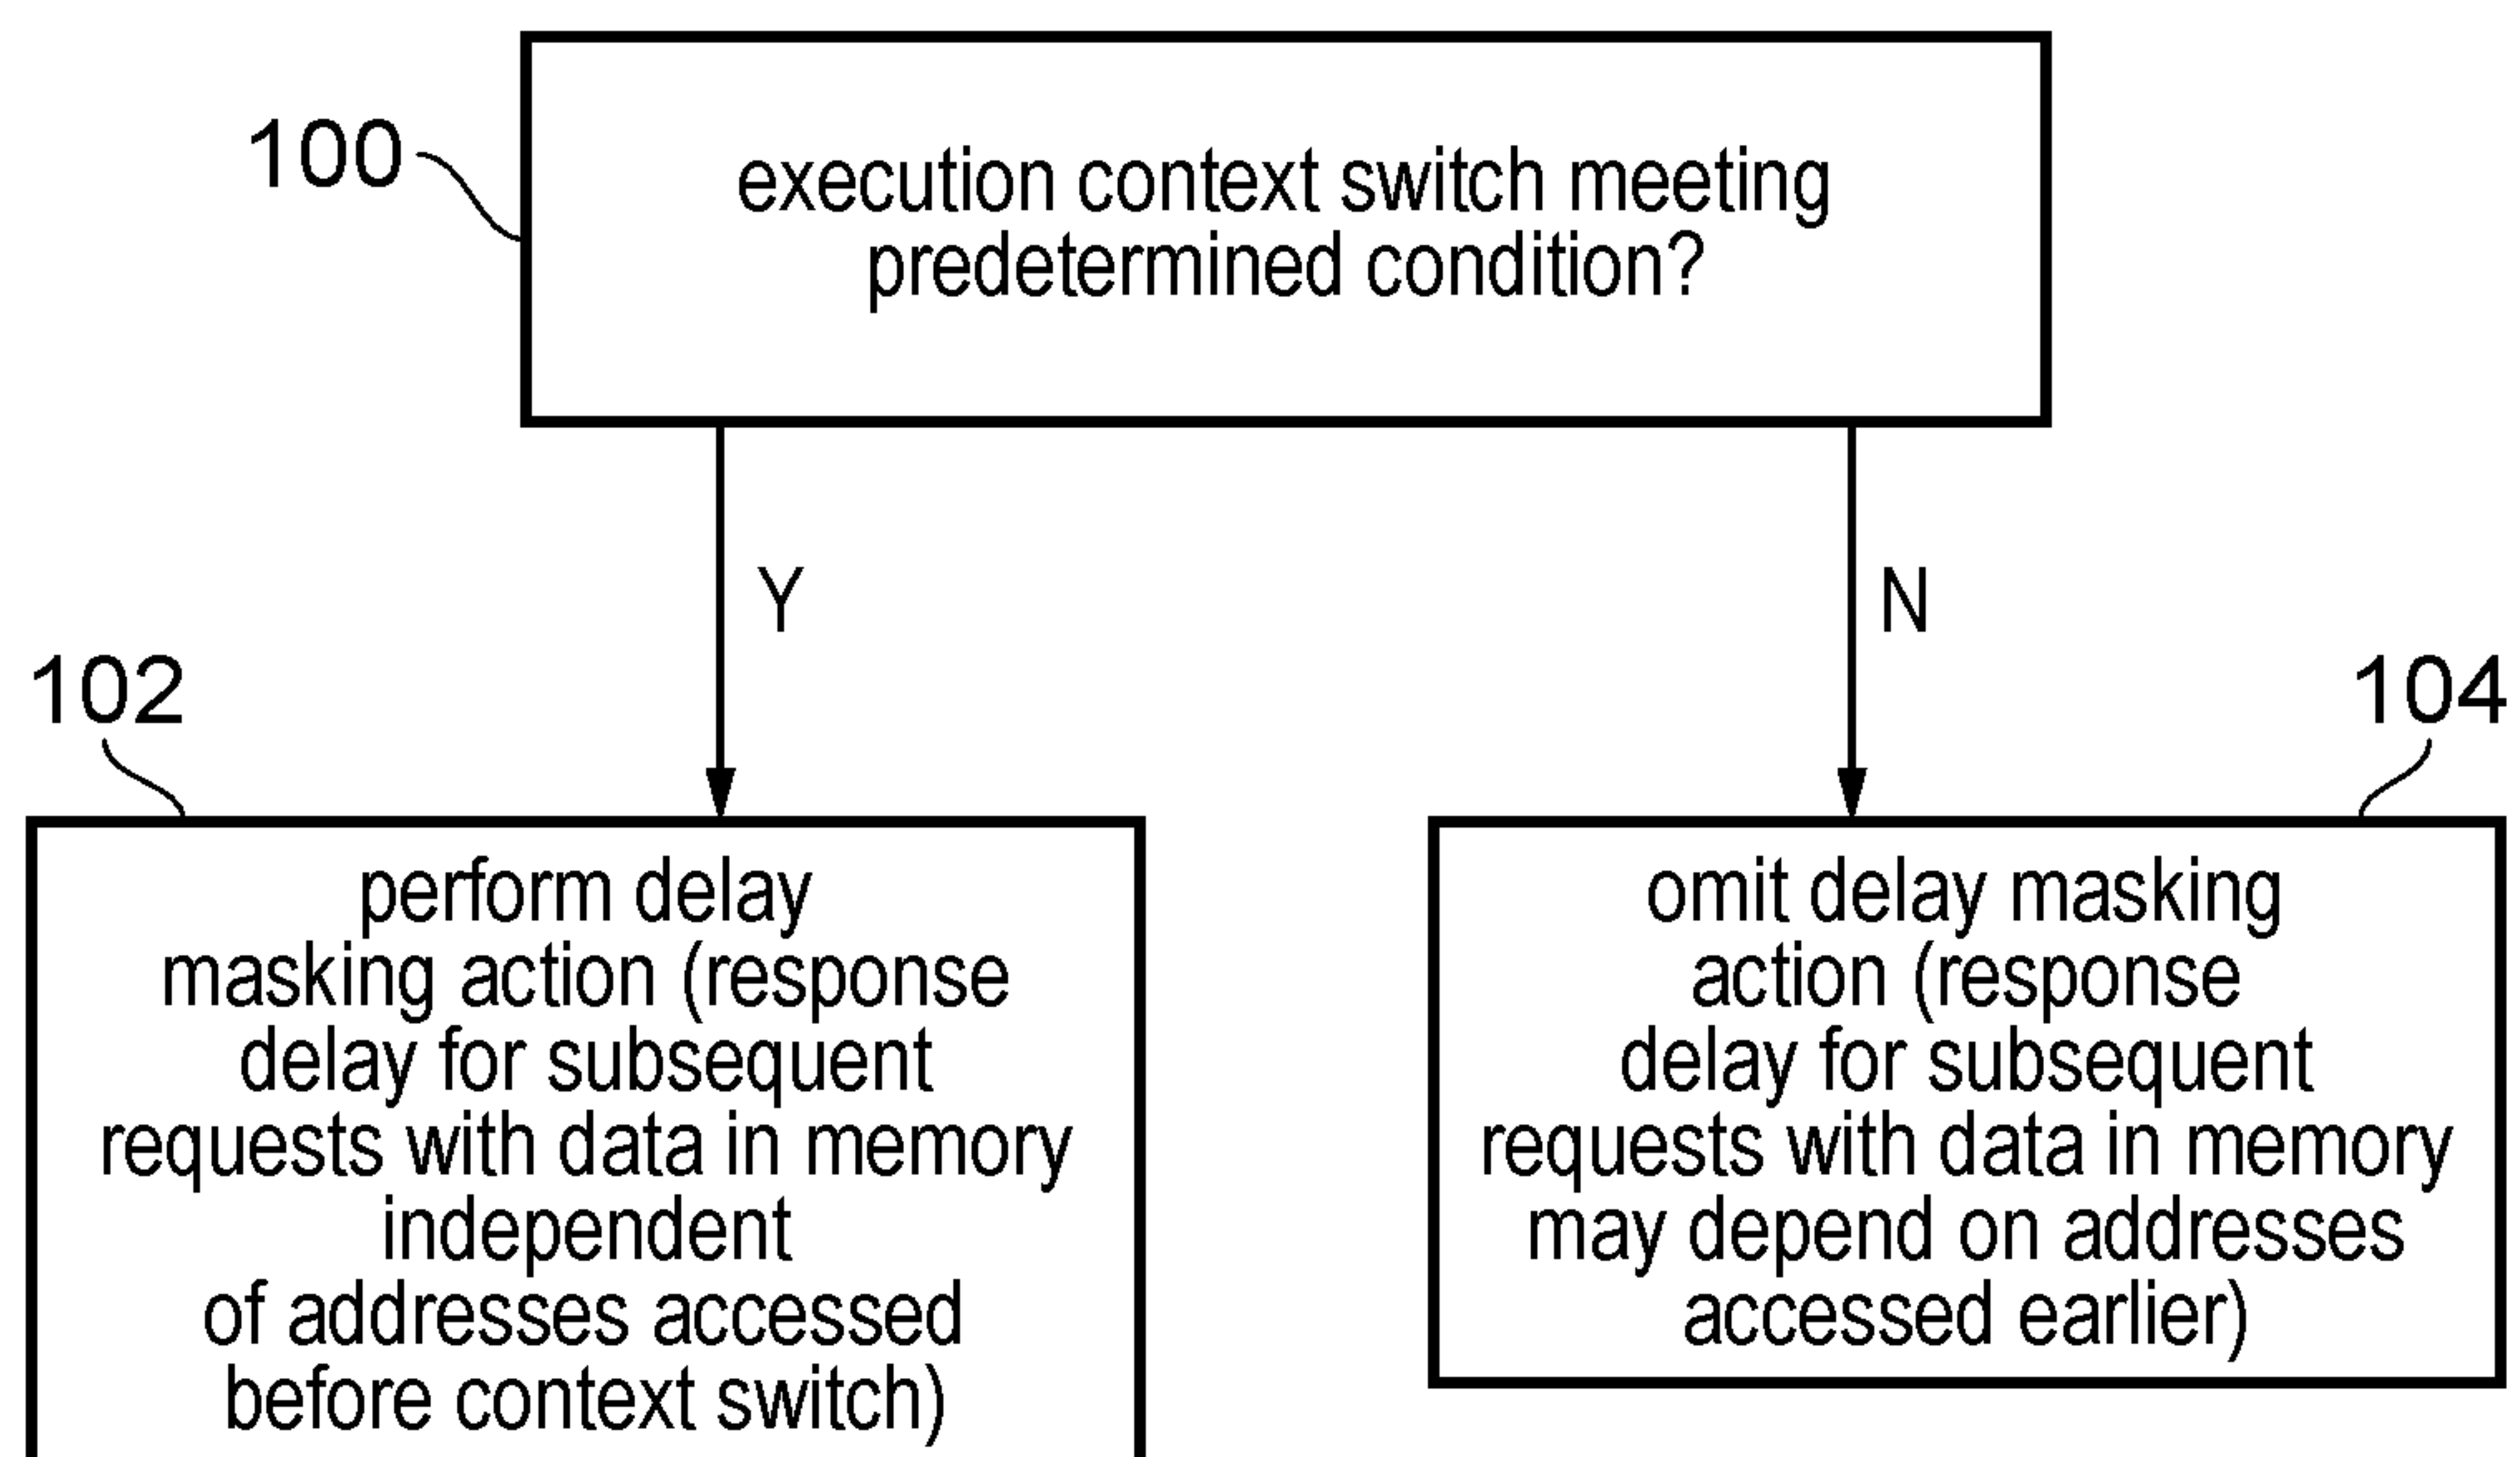 100
execution context switch meeting
predetermined condition?
Y
N
102
104
perform delay
masking action (response
delay for subsequent
requests with data in memory
independent
of addresses accessed
before context switch)
omit delay masking
action (response
delay for subsequent
requests with data in memory
may depend on addresses
accessed earlier)